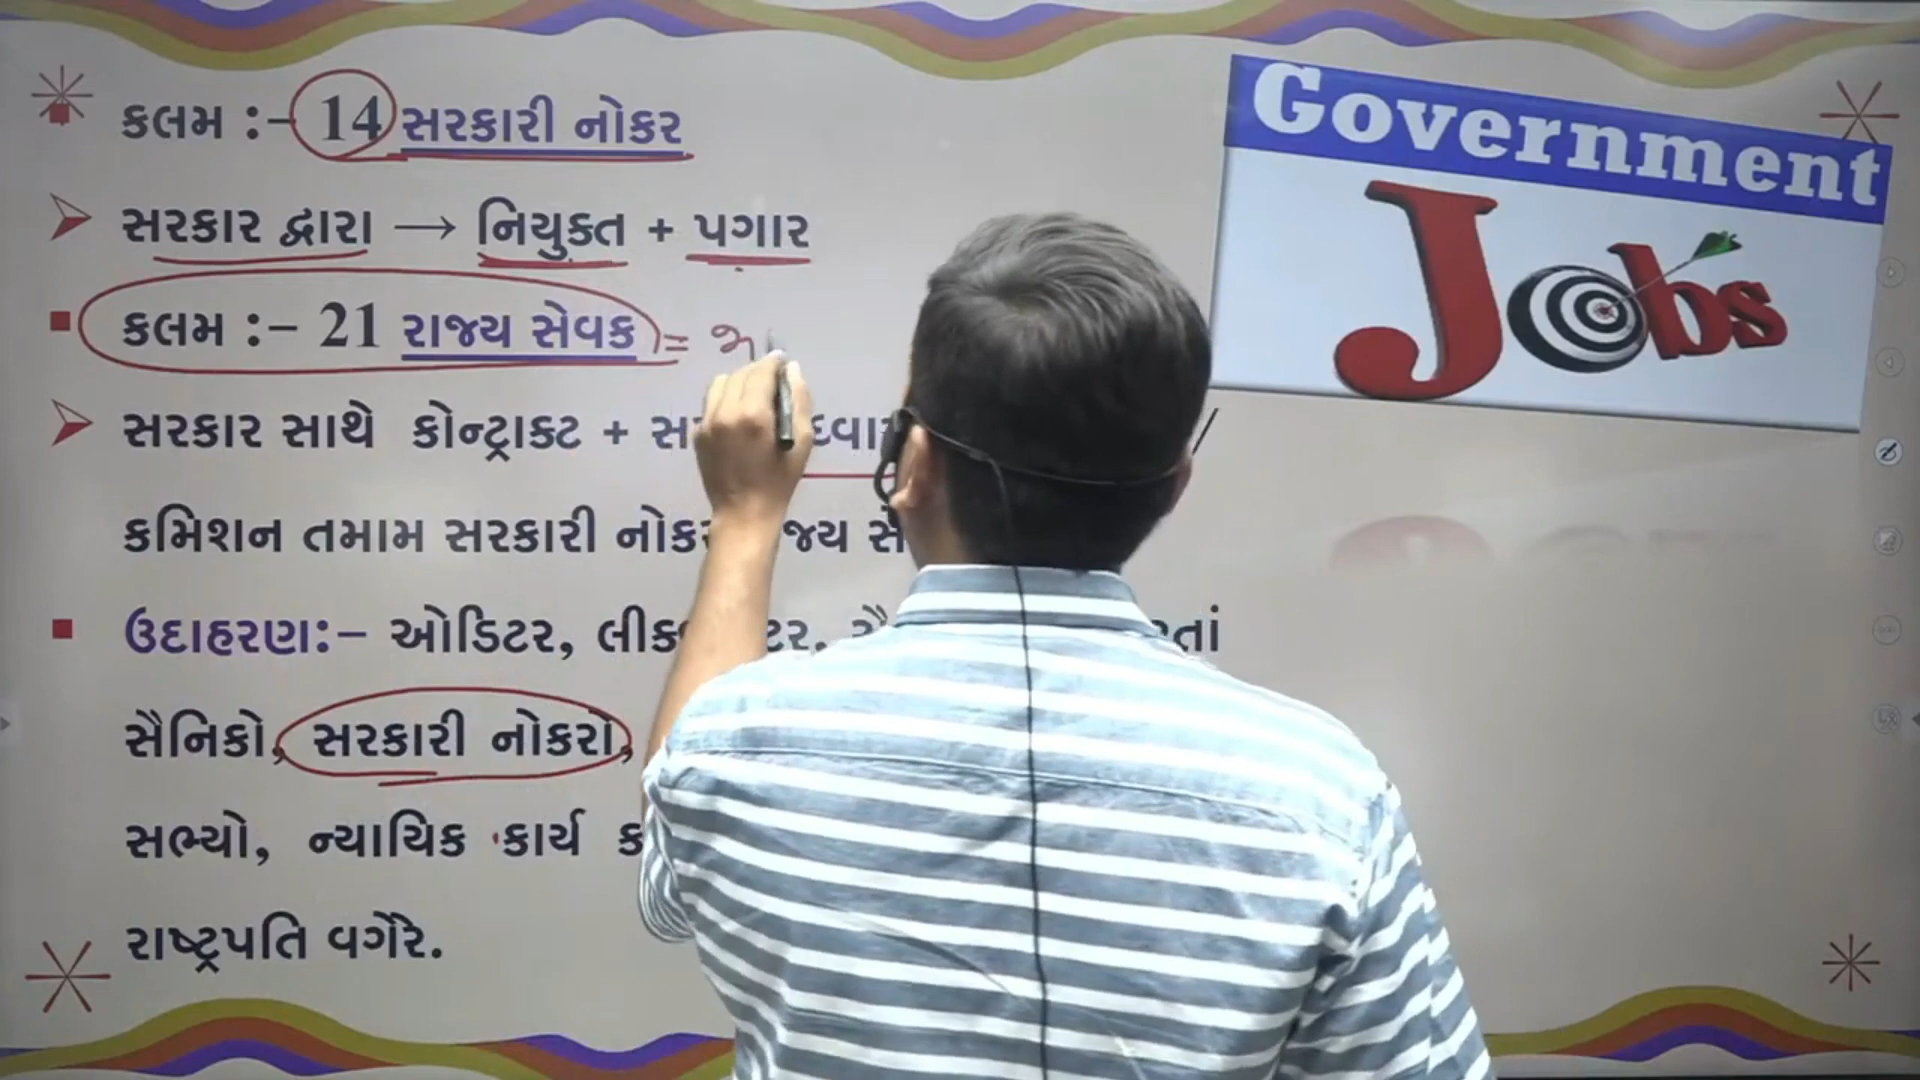 કલમ :– 14 સરકારી નોકર
સરકાર દ્વારા → નિયુક્ત + પગાર
કલમ :– 21 રાજ્ય સેવક =
સરકાર સાથે કોન્ટ્રાક્ટ +
કમિશન તમામ સરકારી
ઉદાહરણ:– ઓડિટર,
સૈનિકો, સરકારી નોકરો,
સભ્યો, ન્યાયિક કાર્ય
રાષ્ટ્રપતિ વગેરે.
Government
Jobs